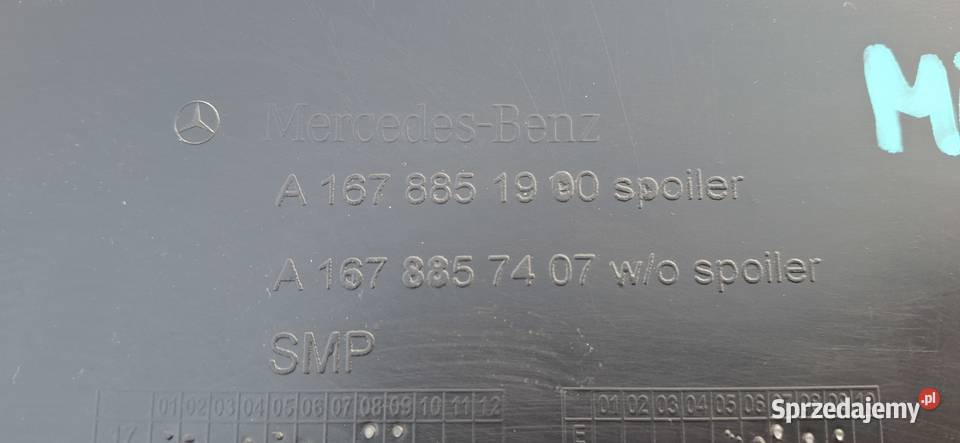 Mercedes-Benz
A 167 885 19 00 spoiler
A 167 885 74 07 w/o spoiler
SMP
01 02 03 04 05 06 07 08 09 10 11 12
01 02 03 04 05 06
17
E
Sprzedajemy.pl